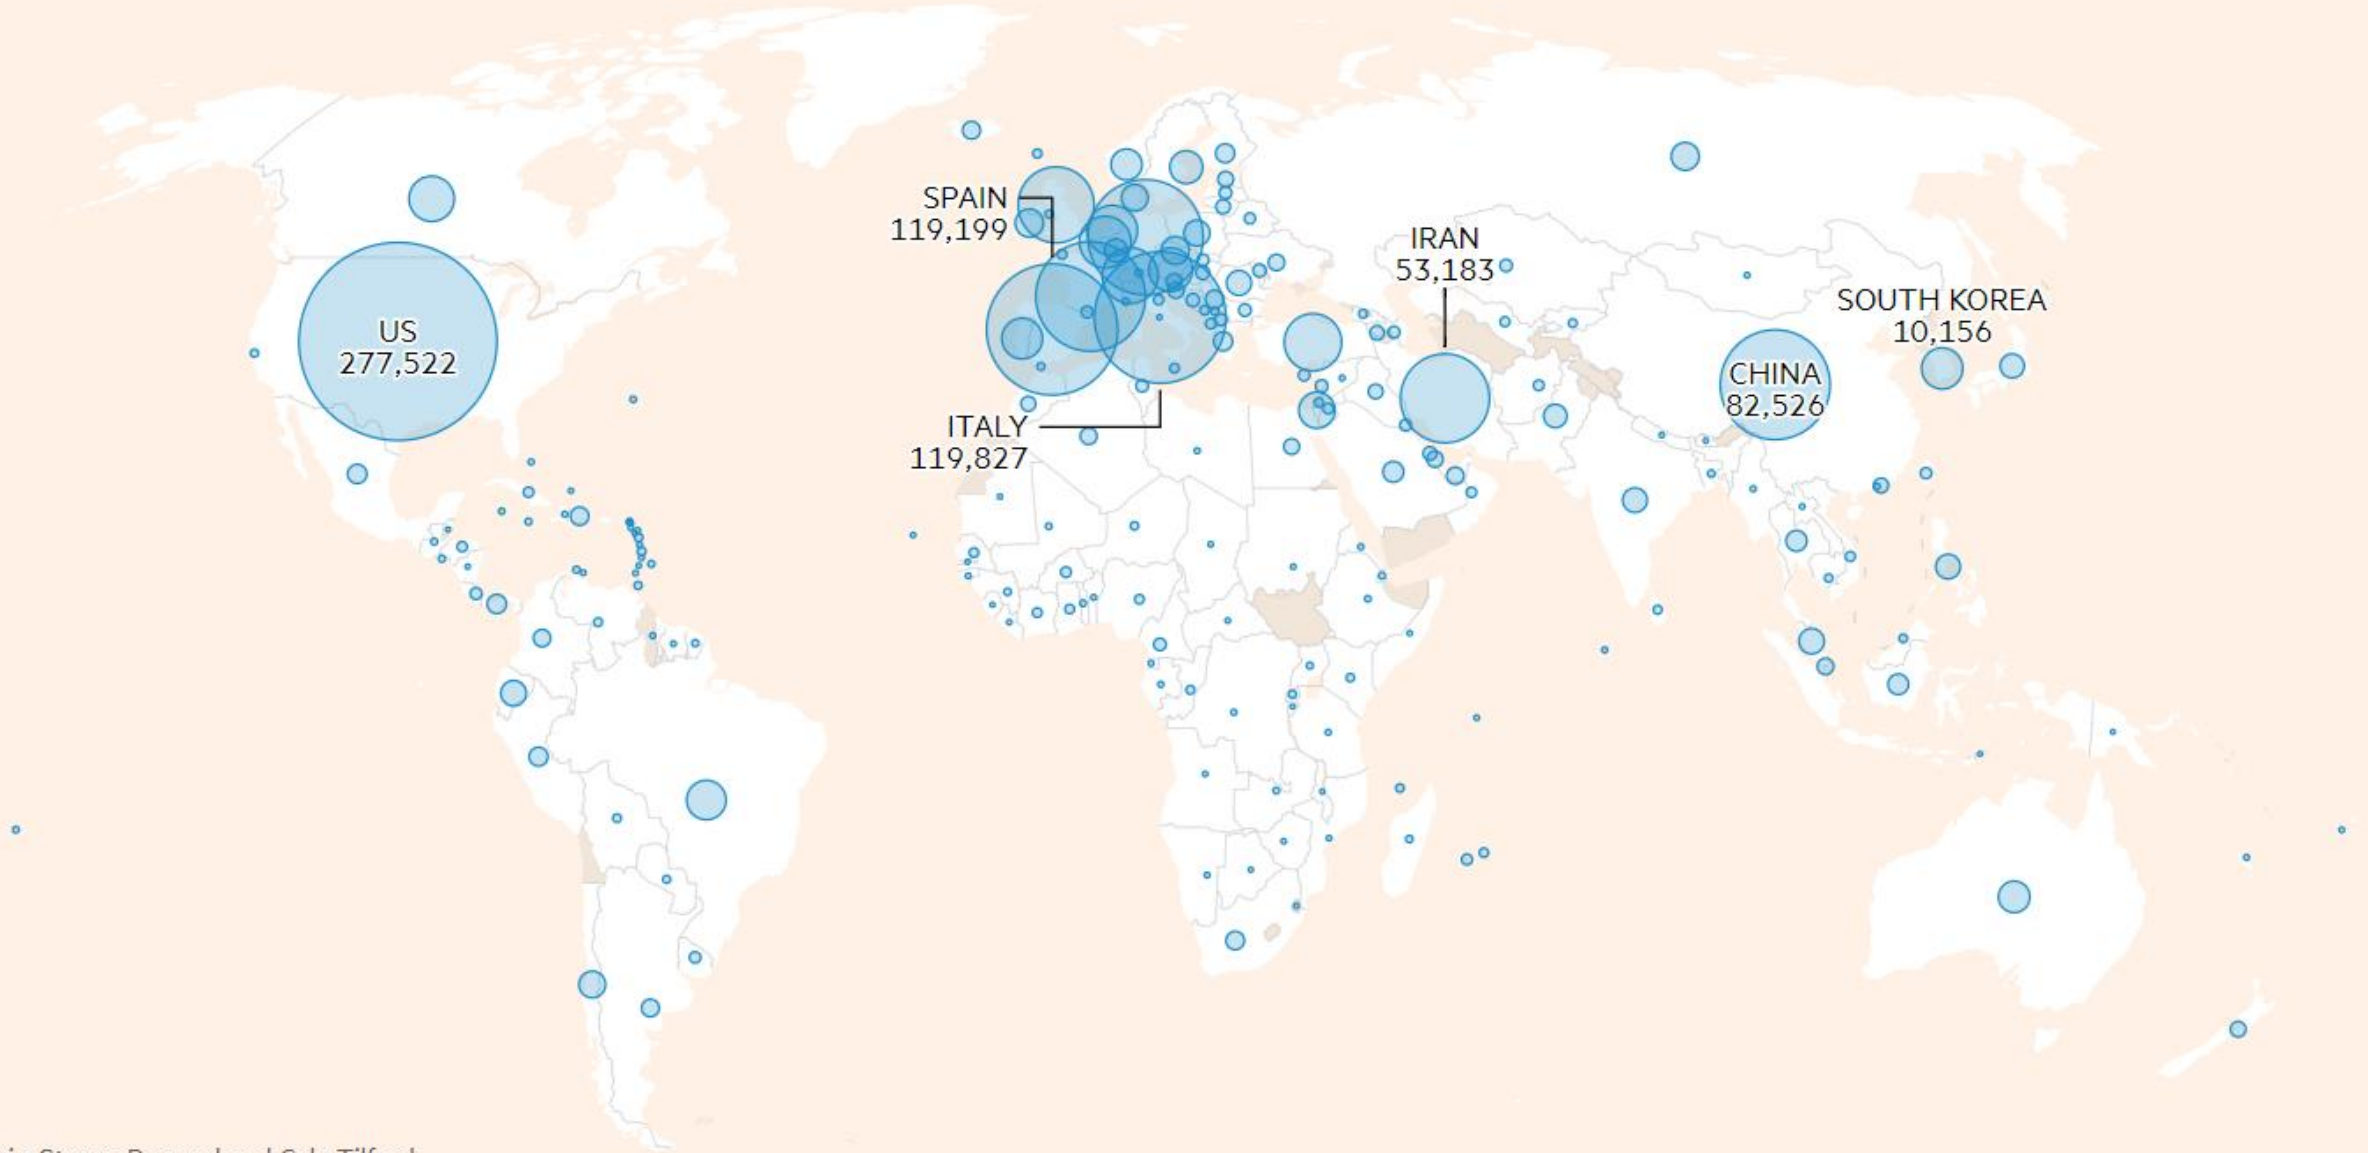 SPAIN
119,199
IRAN
53,183
SOUTH KOREA
10,156
US
277,522
CHINA
82,526
ITALY
119,827